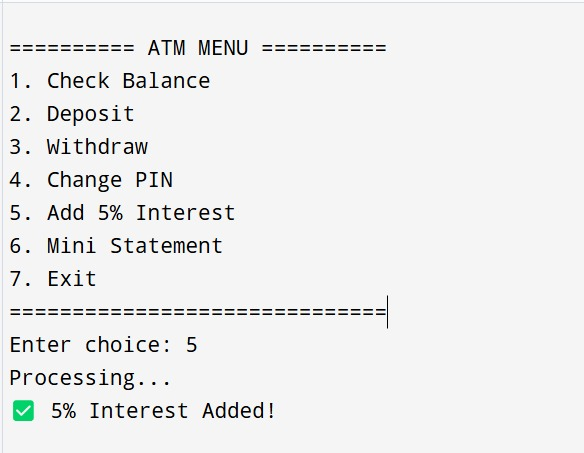 ========== ATM MENU ==========
1. Check Balance
2. Deposit
3. Withdraw
4. Change PIN
5. Add 5% Interest
6. Mini Statement
7. Exit
==============================
Enter choice: 5
Processing...
✅ 5% Interest Added!